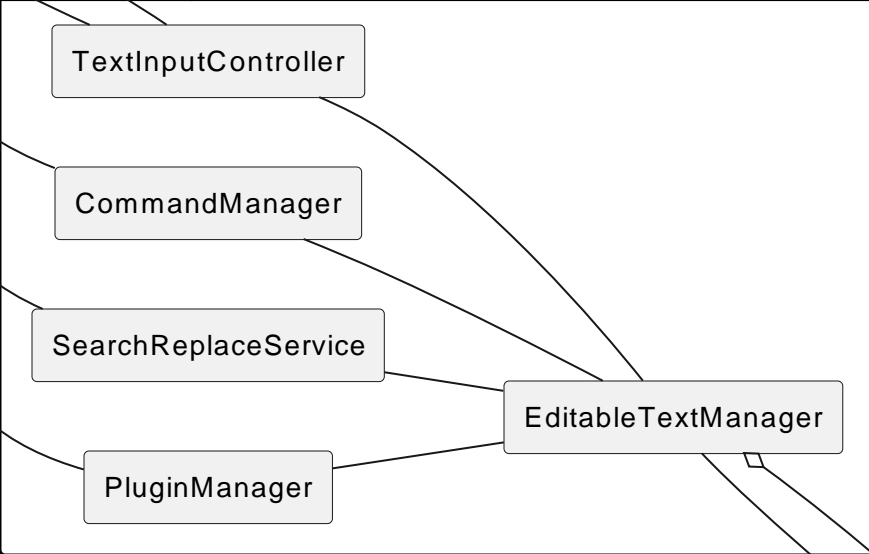 TextInputController
CommandManager
SearchReplaceService
EditableTextManager
PluginManager